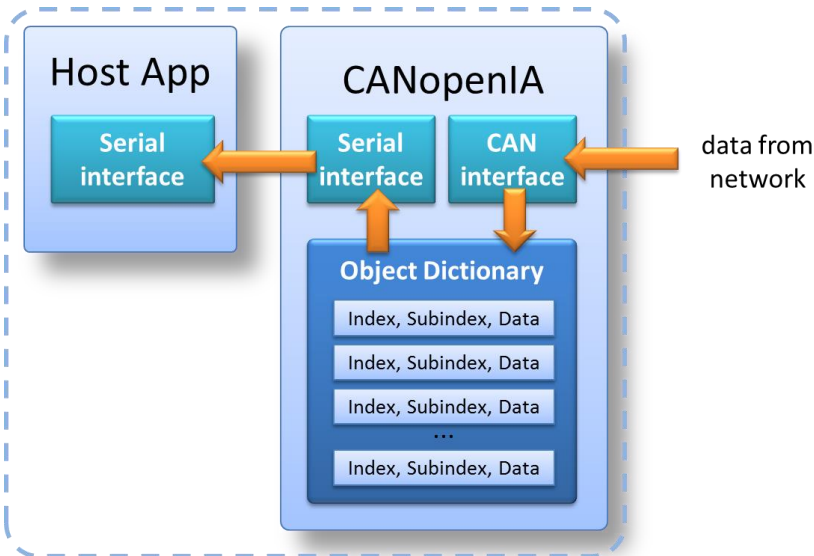 Host App
Serial
interface
CANopenIA
Serial
interface
CAN
interface
data from
network
Object Dictionary
Index, Subindex, Data
Index, Subindex, Data
Index, Subindex, Data
...
Index, Subindex, Data